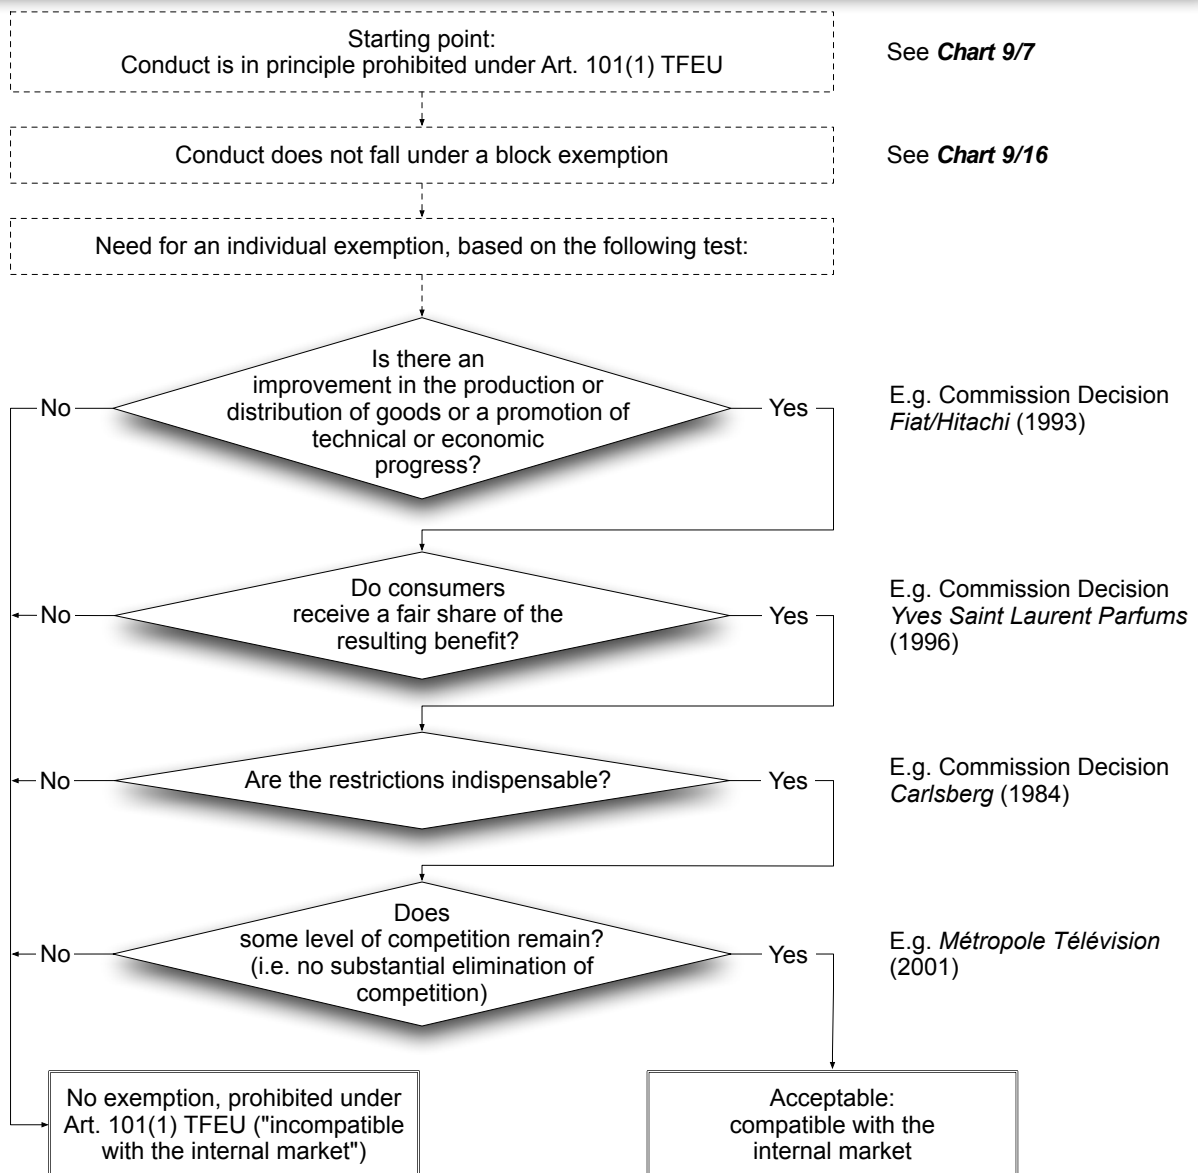 Starting point:
Conduct is in principle prohibited under Art. 101(1) TFEU
See Chart 9/7
Conduct does not fall under a block exemption
See Chart 9/16
Need for an individual exemption, based on the following test:
Is there an
improvement in the production or
distribution of goods or a promotion of
technical or economic
progress?
No
Yes
E.g. Commission Decision
Fiat/Hitachi (1993)
Do consumers
receive a fair share of the
resulting benefit?
No
Yes
E.g. Commission Decision
Yves Saint Laurent Parfums
(1996)
Are the restrictions indispensable?
No
Yes
E.g. Commission Decision
Carlsberg (1984)
Does
some level of competition remain?
(i.e. no substantial elimination of
competition)
No
Yes
E.g. Métropole Télévision
(2001)
No exemption, prohibited under
Art. 101(1) TFEU ("incompatible
with the internal market")
Acceptable:
compatible with the
internal market